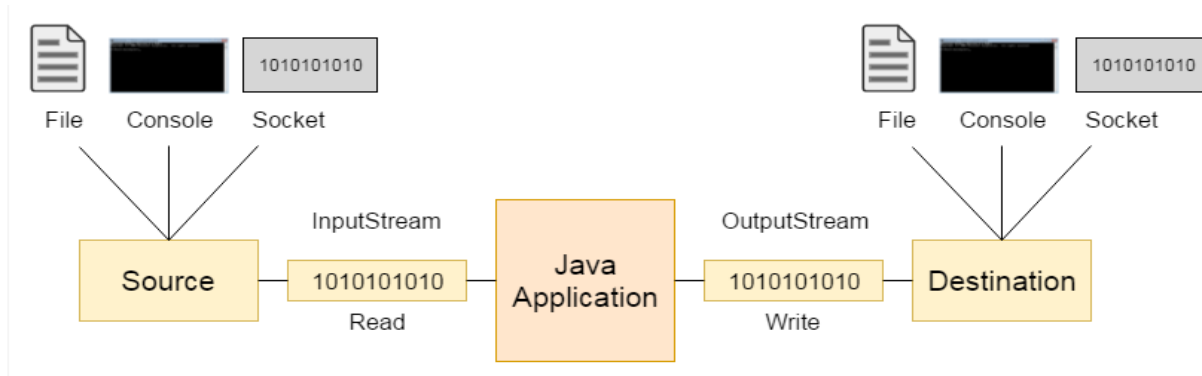 1010101010
1010101010
File Console Socket
File Console Socket
InputStream
OutputStream
Source
1010101010
Java
Application
1010101010
Destination
Read
Write